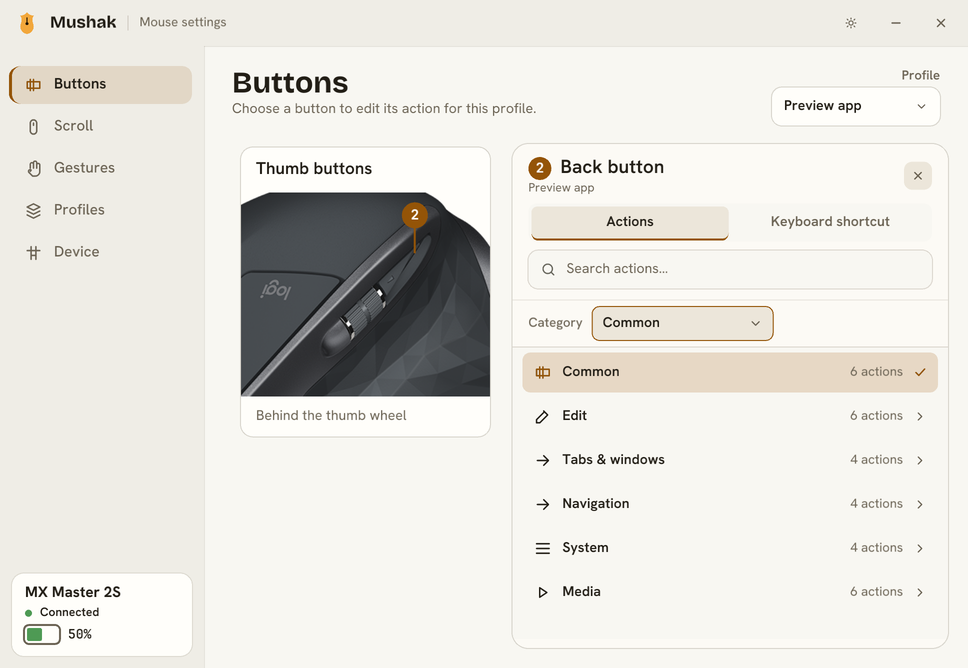 Mushak
Mouse settings
Buttons
Scroll
Gestures
Profiles
Device
MX Master 2S
Connected
50%
Buttons
Choose a button to edit its action for this profile.
Profile
Preview app
Thumb buttons
2
logi
Behind the thumb wheel
2 Back button
Preview app
Actions
Keyboard shortcut
Search actions...
Category
Common
Common 6 actions
Edit 6 actions
Tabs & windows 4 actions
Navigation 4 actions
System 4 actions
Media 6 actions